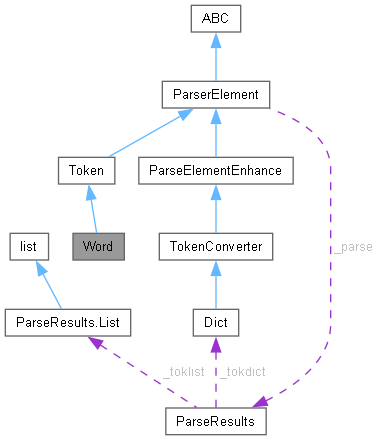 ABC
ParserElement
Token
ParseElementEnhance
list
Word
TokenConverter
_parse
ParseResults.List
Dict
_toklist
_tokdict
ParseResults